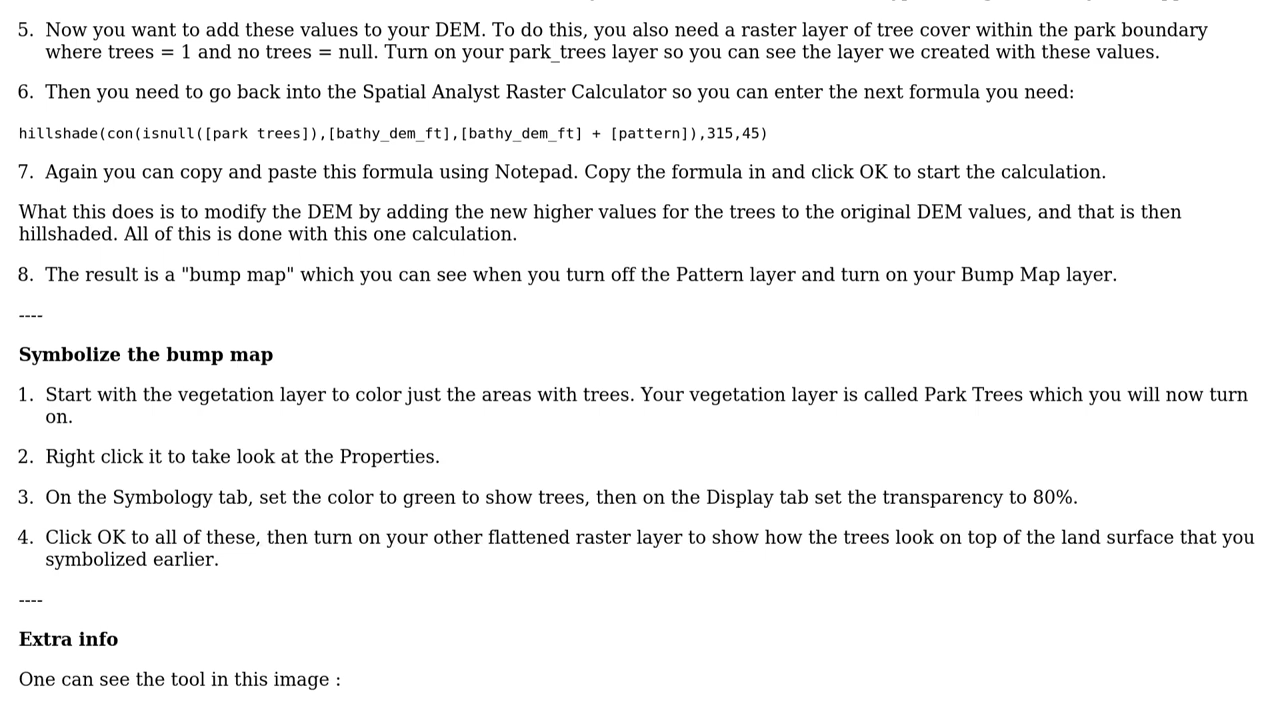 5. Now you want to add these values to your DEM. To do this, you also need a raster layer of tree cover within the park boundary
where trees = 1 and no trees = null. Turn on your park_trees layer so you can see the layer we created with these values.
6. Then you need to go back into the Spatial Analyst Raster Calculator so you can enter the next formula you need:
hillshade(con(isnull([park trees]),[bathy_dem_ft],[bathy_dem_ft] + [pattern]),315,45)
7. Again you can copy and paste this formula using Notepad. Copy the formula in and click OK to start the calculation.
What this does is to modify the DEM by adding the new higher values for the trees to the original DEM values, and that is then
hillshaded. All of this is done with this one calculation.
8. The result is a "bump map" which you can see when you turn off the Pattern layer and turn on your Bump Map layer.
----
Symbolize the bump map
1. Start with the vegetation layer to color just the areas with trees. Your vegetation layer is called Park Trees which you will now turn
on.
2. Right click it to take look at the Properties.
3. On the Symbology tab, set the color to green to show trees, then on the Display tab set the transparency to 80%.
4. Click OK to all of these, then turn on your other flattened raster layer to show how the trees look on top of the land surface that you
symbolized earlier.
----
Extra info
One can see the tool in this image :